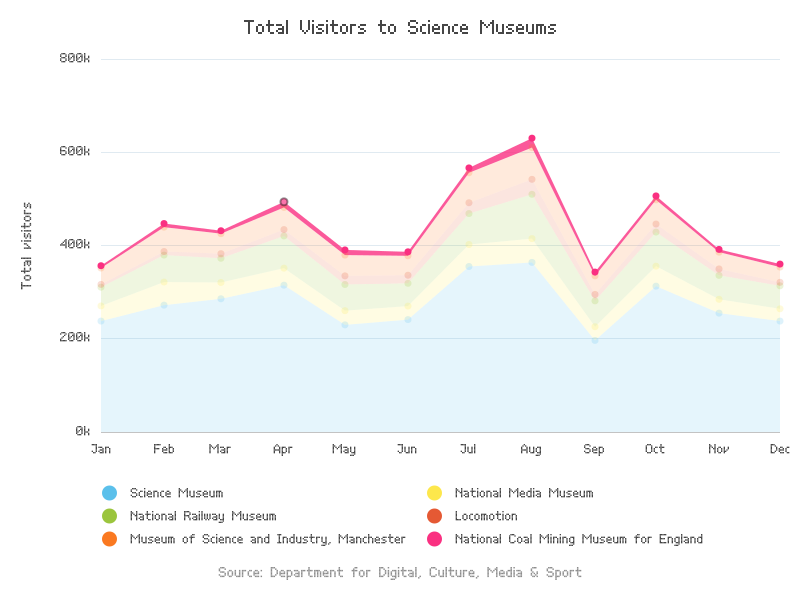 Total Visitors to Science Museums
800k
600k
400k
200k
0k
Total visitors
Jan Feb Mar Apr May Jun Jul Aug Sep Oct Nov Dec
Science Museum
National Media Museum
National Railway Museum
Locomotion
Museum of Science and Industry, Manchester
National Coal Mining Museum for England
Source: Department for Digital, Culture, Media & Sport